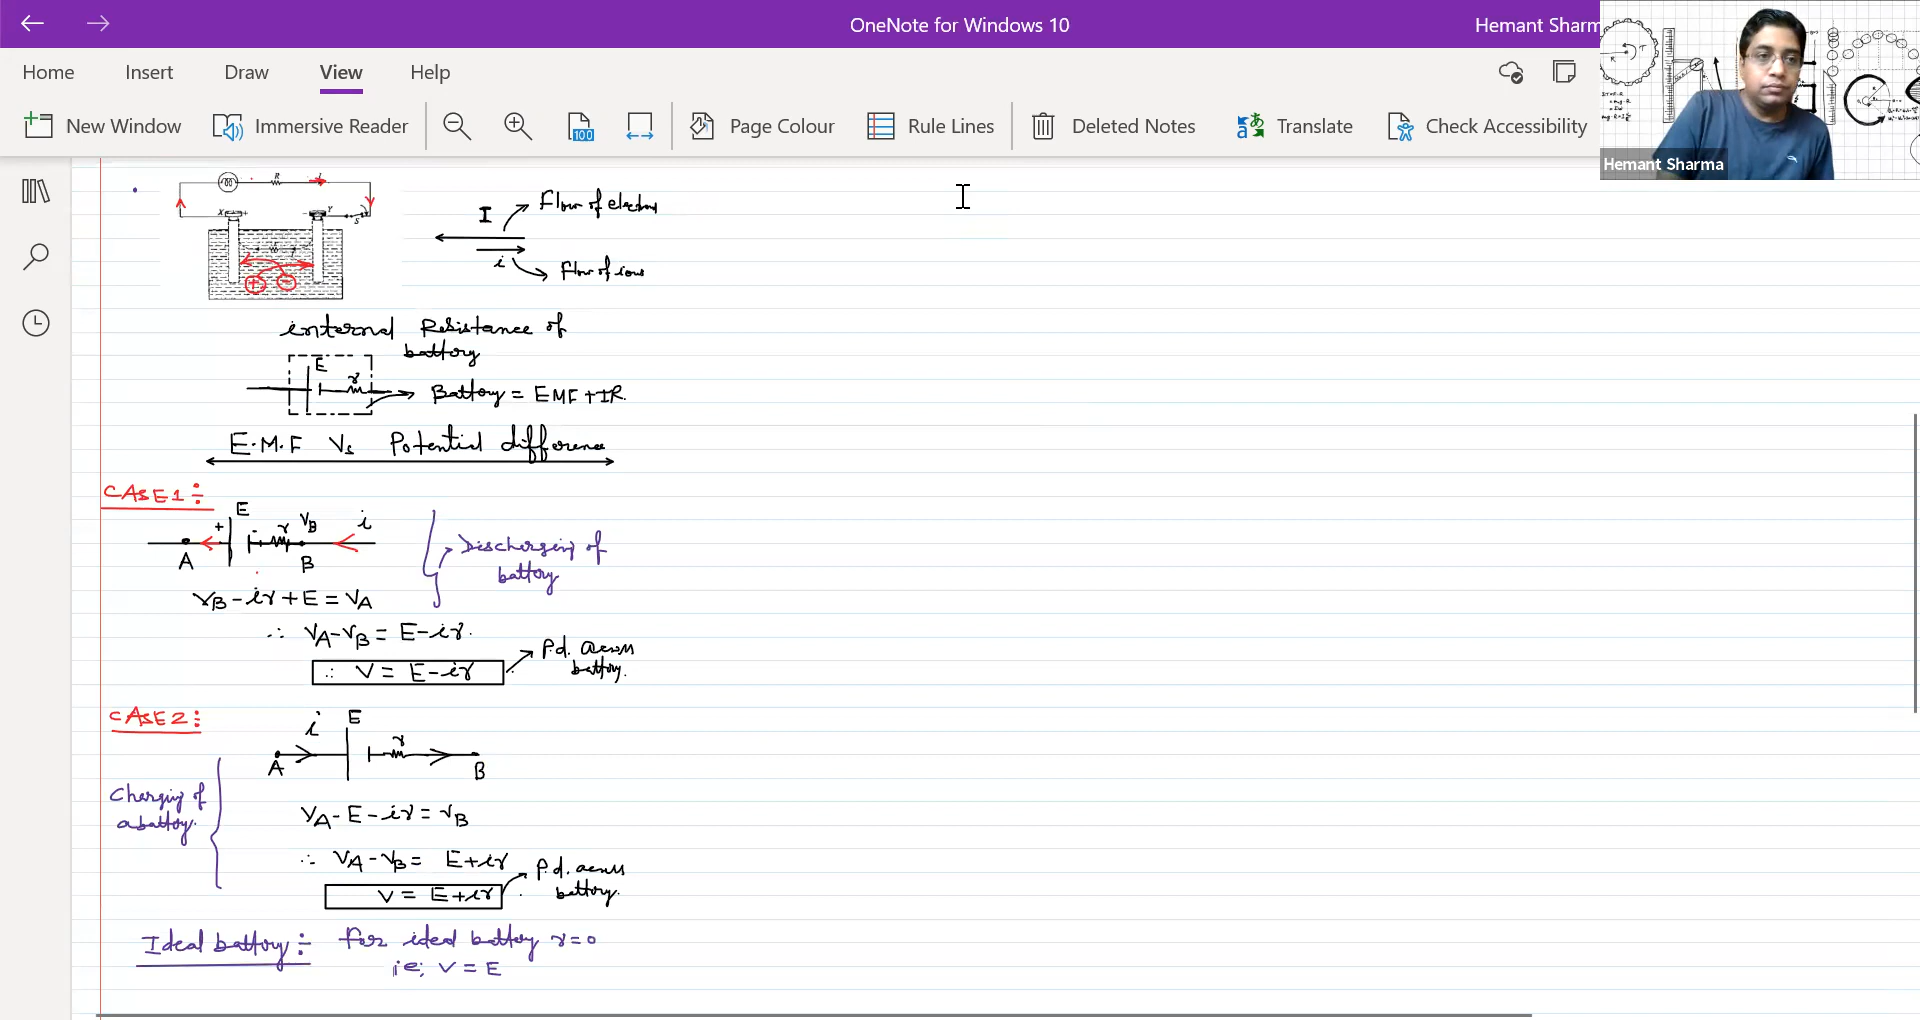 OneNote for Windows 10
Hemant Sharm
Home Insert Draw View Help
New Window Immersive Reader 100 Page Colour Rule Lines Deleted Notes Translate Check Accessibility
Hemant Sharma
R I
X + - Y S
I
Flow of electrons
i
Flow of ions
+ -
internal Resistance of
battery
E r
Battery = EMF + IR.
E.M.F Vs Potential difference
CASE 1 :
+ E - r VB i
A B
Discharging of
battery
VB - ir + E = VA
∴ VA - VB = E - ir.
∴ V = E - ir
P.d. across
battery.
CASE 2 :
i E r
A B
Charging of
a battery.
VA - E - ir = VB
∴ VA - VB = E + ir
V = E + ir
P.d. across
battery.
Ideal battery :- for ideal battery r = 0
ie; V = E